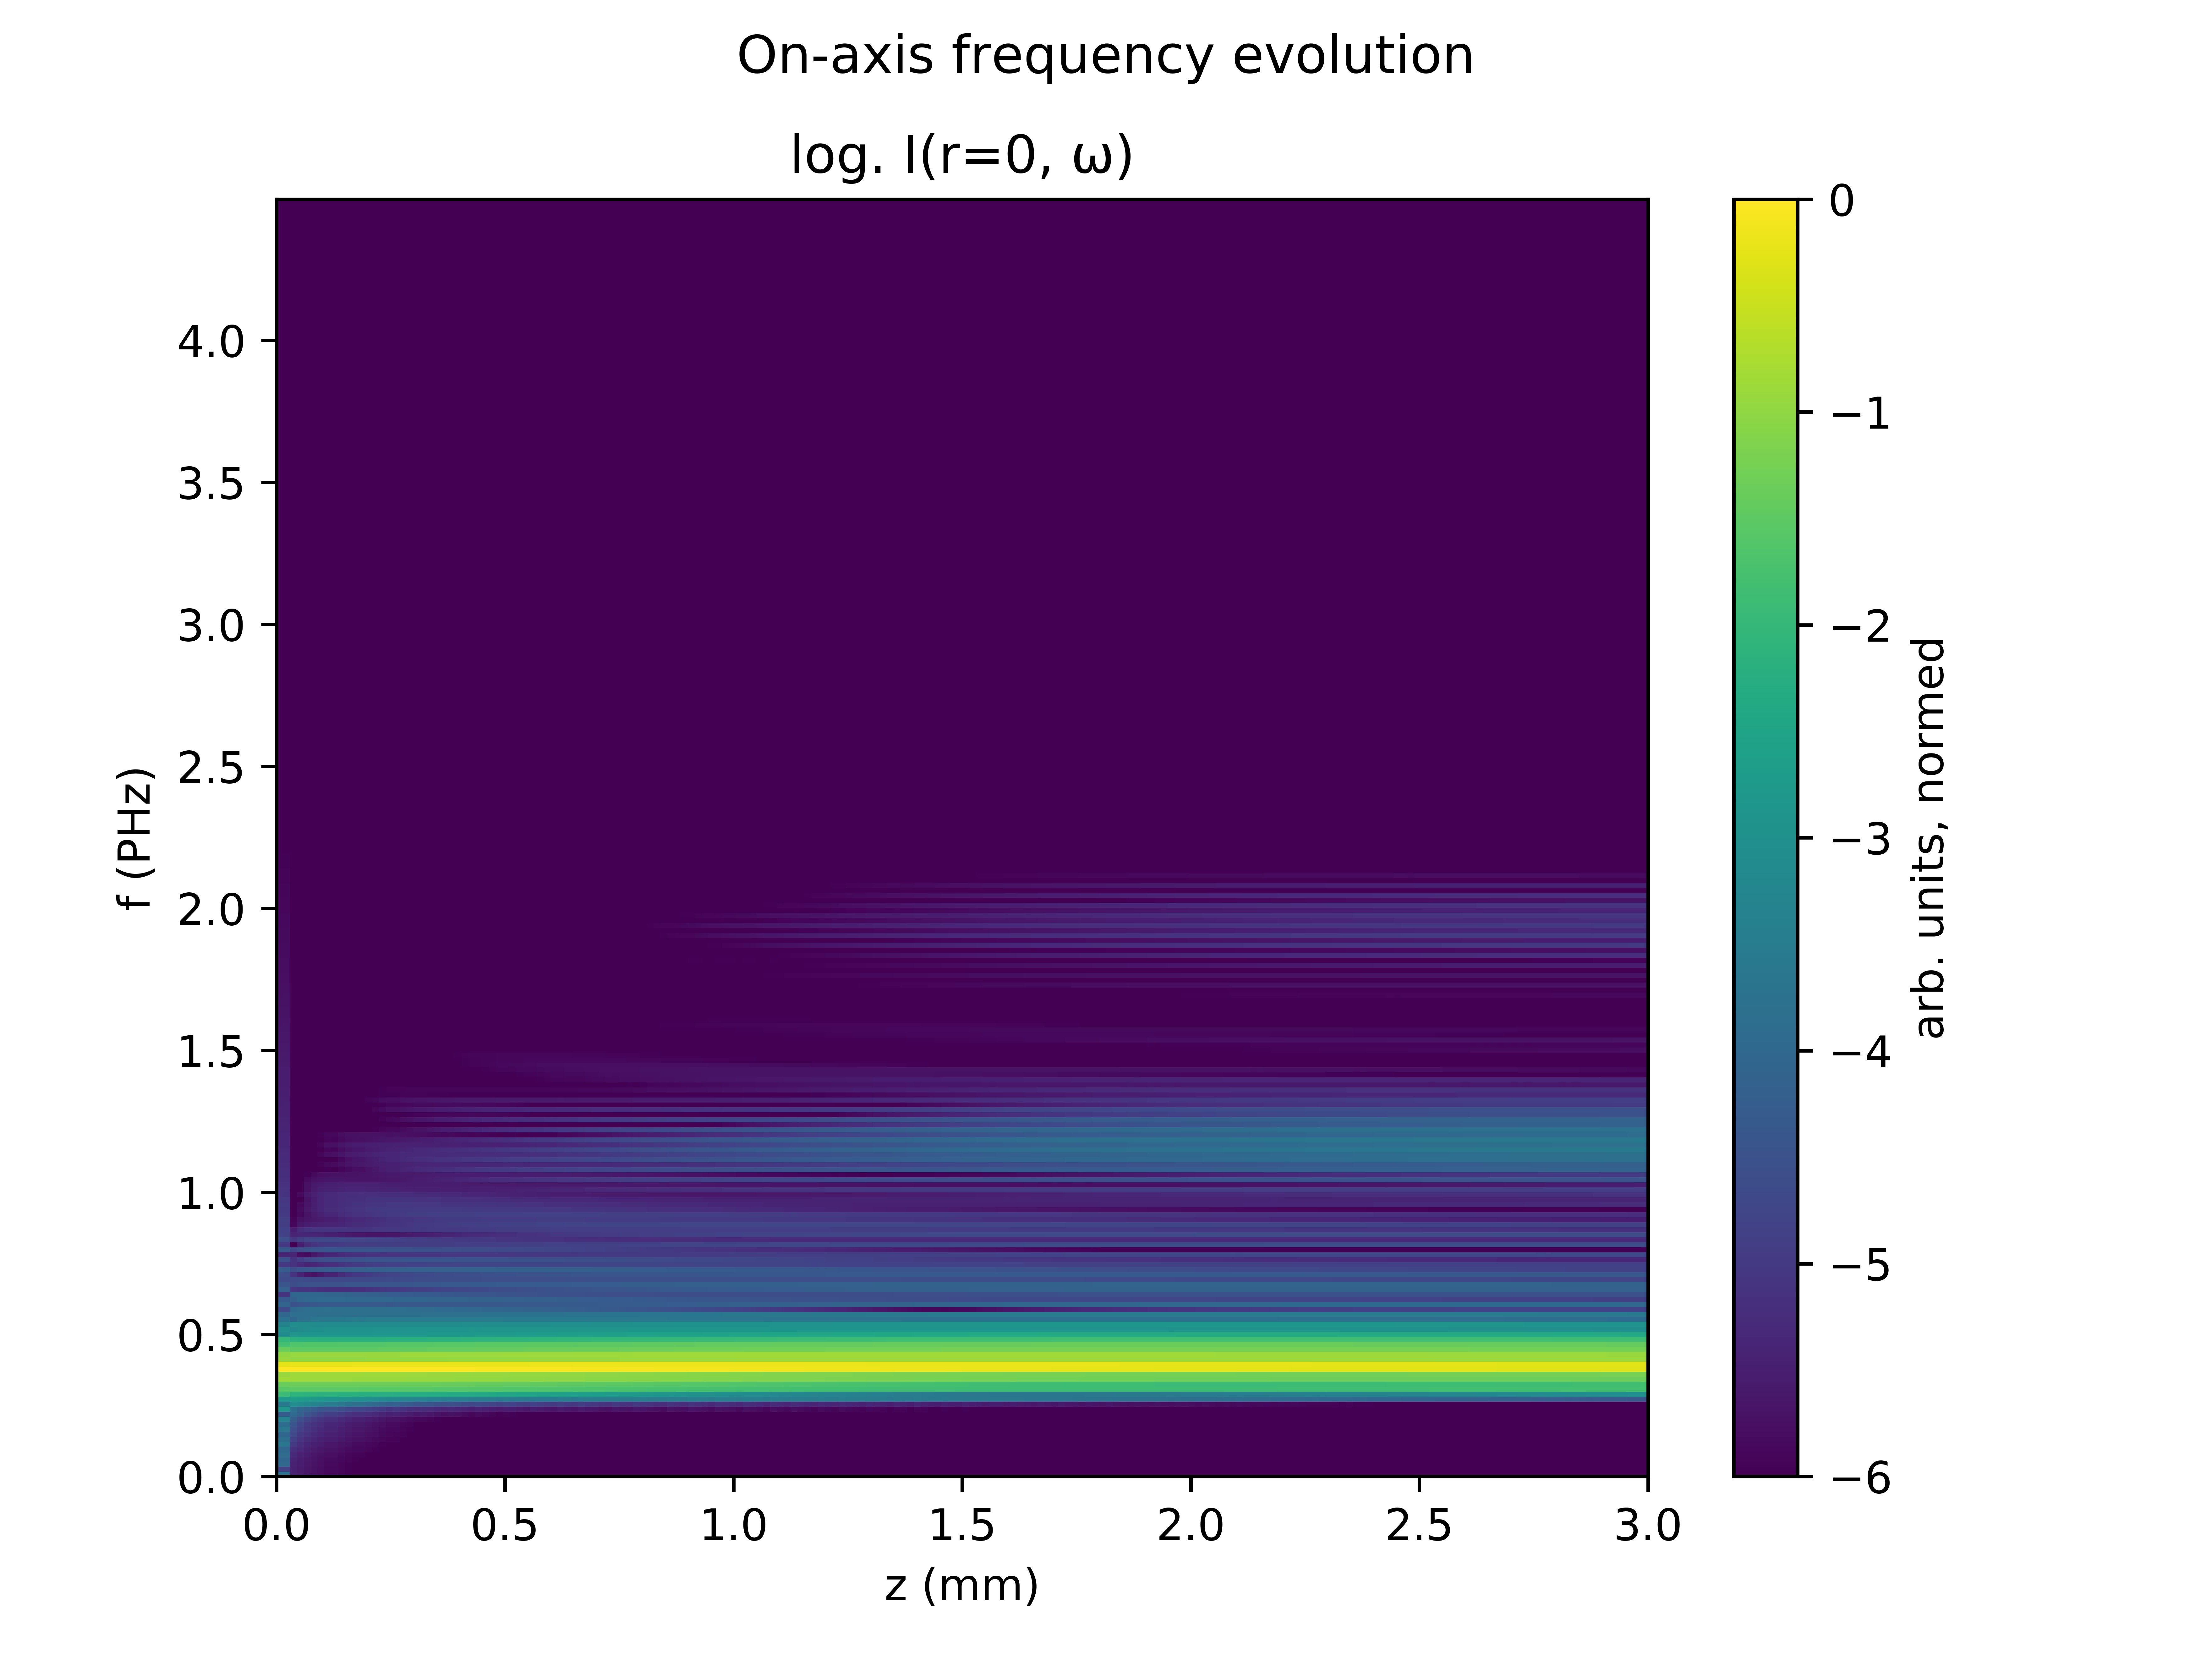 On-axis frequency evolution
log. I(r=0, ω)
f (PHz)
4.0
3.5
3.0
2.5
2.0
1.5
1.0
0.5
0.0
0.0 0.5 1.0 1.5 2.0 2.5 3.0
z (mm)
0
−1
−2
−3
−4
−5
−6
arb. units, normed